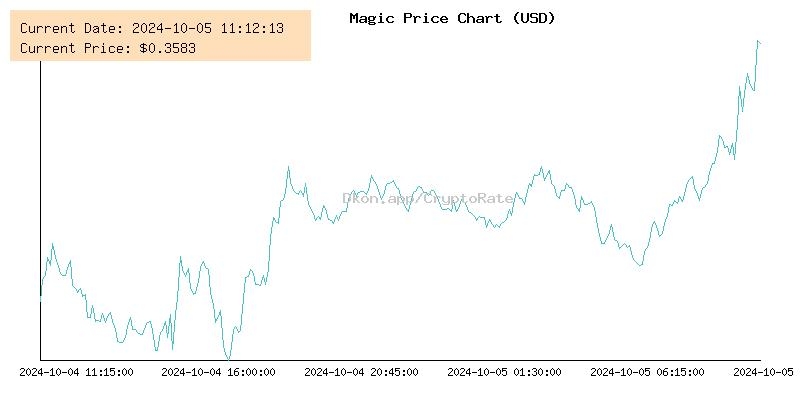 Magic Price Chart (USD)
Current Date: 2024-10-05 11:12:13
Current Price: $0.3583
Dkon.app/CryptoRate
2024-10-04 11:15:00 2024-10-04 16:00:00 2024-10-04 20:45:00 2024-10-05 01:30:00 2024-10-05 06:15:00 2024-10-05